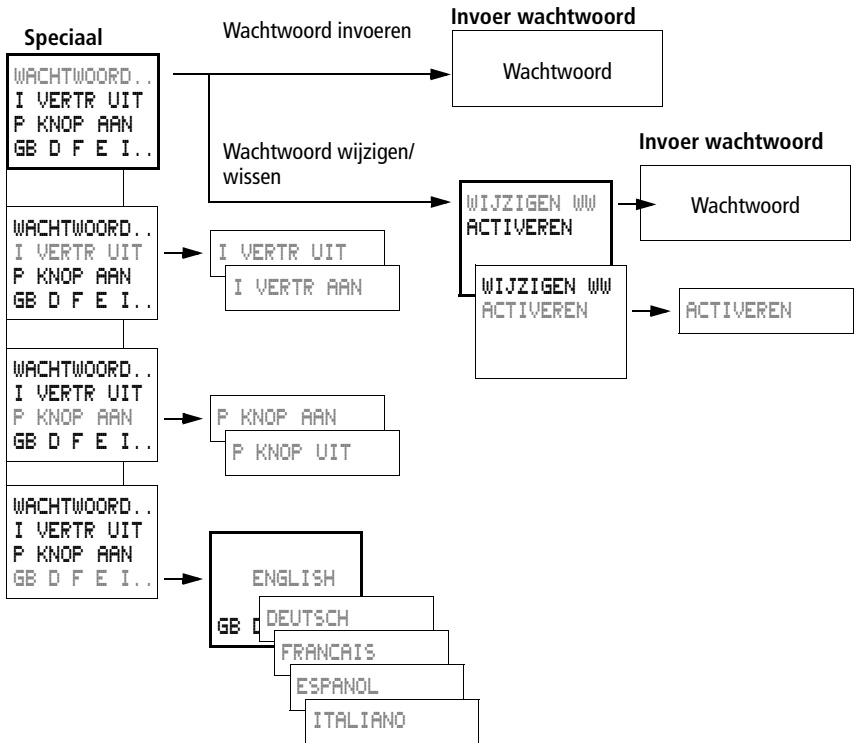 Speciaal
WACHTWOORD..
I VERTR UIT
P KNOP AAN
GB D F E I..
Wachtwoord invoeren
Invoer wachtwoord
Wachtwoord
Wachtwoord wijzigen/
wissen
WIJZIGEN WW
ACTIVEREN
Invoer wachtwoord
Wachtwoord
WIJZIGEN WW
ACTIVEREN
ACTIVEREN
WACHTWOORD..
I VERTR UIT
P KNOP AAN
GB D F E I..
I VERTR UIT
I VERTR AAN
WACHTWOORD..
I VERTR UIT
P KNOP AAN
GB D F E I..
P KNOP AAN
P KNOP UIT
WACHTWOORD..
I VERTR UIT
P KNOP AAN
GB D F E I..
ENGLISH
GB D
DEUTSCH
FRANCAIS
ESPANOL
ITALIANO